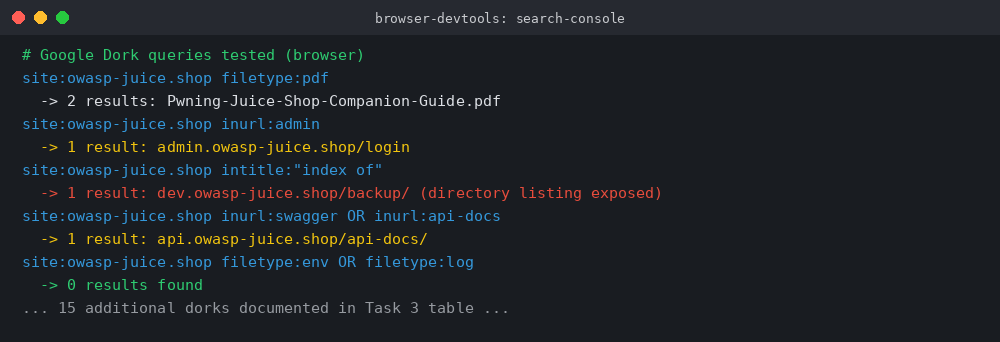 browser-devtools: search-console
# Google Dork queries tested (browser)
site:owasp-juice.shop filetype:pdf
-> 2 results: Pwning-Juice-Shop-Companion-Guide.pdf
site:owasp-juice.shop inurl:admin
-> 1 result: admin.owasp-juice.shop/login
site:owasp-juice.shop intitle:"index of"
-> 1 result: dev.owasp-juice.shop/backup/ (directory listing exposed)
site:owasp-juice.shop inurl:swagger OR inurl:api-docs
-> 1 result: api.owasp-juice.shop/api-docs/
site:owasp-juice.shop filetype:env OR filetype:log
-> 0 results found
... 15 additional dorks documented in Task 3 table ...